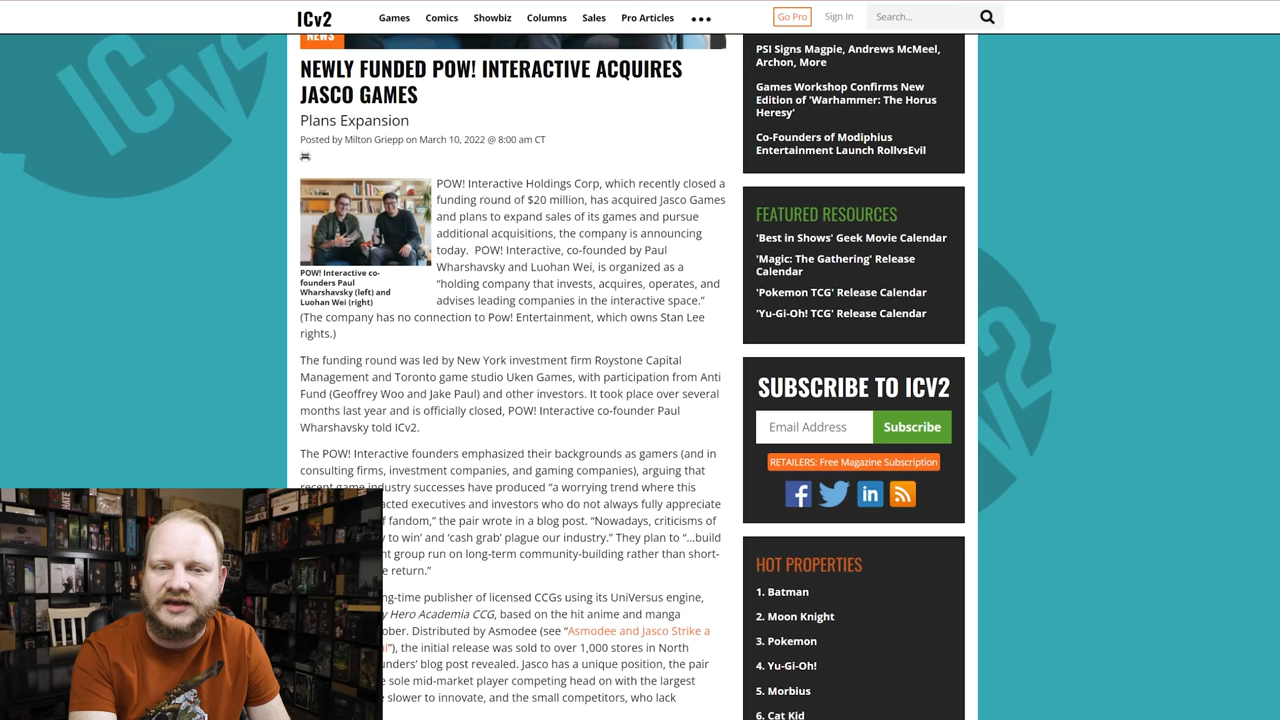 ICv2
Games Comics Showbiz Columns Sales Pro Articles
Go Pro Sign In Search...
NEWS
NEWLY FUNDED POW! INTERACTIVE ACQUIRES
JASCO GAMES
Plans Expansion
Posted by Milton Griepp on March 10, 2022 @ 8:00 am CT
POW! Interactive co-
founders Paul
Wharshavsky (left) and
Luohan Wei (right)
POW! Interactive Holdings Corp, which recently closed a
funding round of $20 million, has acquired Jasco Games
and plans to expand sales of its games and pursue
additional acquisitions, the company is announcing
today.  POW! Interactive, co-founded by Paul
Wharshavsky and Luohan Wei, is organized as a
“holding company that invests, acquires, operates, and
advises leading companies in the interactive space.”
(The company has no connection to Pow! Entertainment, which owns Stan Lee
rights.)
The funding round was led by New York investment firm Roystone Capital
Management and Toronto game studio Uken Games, with participation from Anti
Fund (Geoffrey Woo and Jake Paul) and other investors. It took place over several
months last year and is officially closed, POW! Interactive co-founder Paul
Wharshavsky told ICv2.
The POW! Interactive founders emphasized their backgrounds as gamers (and in
consulting firms, investment companies, and gaming companies), arguing that
recent game industry successes have produced “a worrying trend where this
acted executives and investors who do not always fully appreciate
f fandom,” the pair wrote in a blog post. “Nowadays, criticisms of
y to win’ and ‘cash grab’ plague our industry.” They plan to “...build
nt group run on long-term community-building rather than short-
e return.”
ng-time publisher of licensed CCGs using its UniVersus engine,
y Hero Academia CCG, based on the hit anime and manga
ober. Distributed by Asmodee (see “Asmodee and Jasco Strike a
l”), the initial release was sold to over 1,000 stores in North
unders’ blog post revealed. Jasco has a unique position, the pair
e sole mid-market player competing head on with the largest
e slower to innovate, and the small competitors, who lack
PSI Signs Magpie, Andrews McMeel,
Archon, More
Games Workshop Confirms New
Edition of 'Warhammer: The Horus
Heresy'
Co-Founders of Modiphius
Entertainment Launch RollvsEvil
FEATURED RESOURCES
'Best in Shows' Geek Movie Calendar
'Magic: The Gathering' Release
Calendar
'Pokemon TCG' Release Calendar
'Yu-Gi-Oh! TCG' Release Calendar
SUBSCRIBE TO ICV2
Email Address Subscribe
RETAILERS: Free Magazine Subscription
HOT PROPERTIES
1. Batman
2. Moon Knight
3. Pokemon
4. Yu-Gi-Oh!
5. Morbius
6. Cat Kid